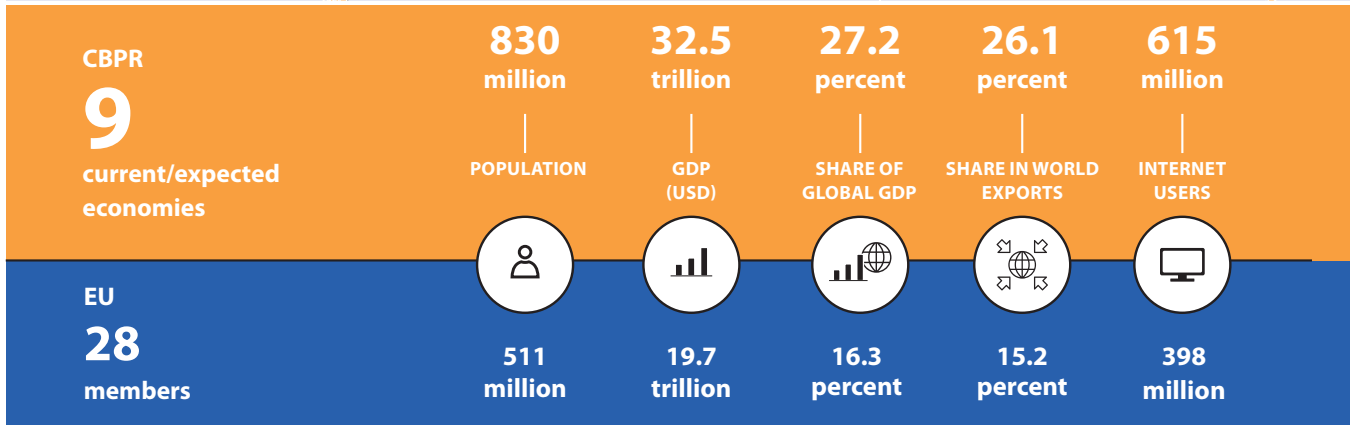 CBPR
9
current/expected
economies
830
million
POPULATION
32.5
trillion
GDP
(USD)
27.2
percent
SHARE OF
GLOBAL GDP
26.1
percent
SHARE IN WORLD
EXPORTS
615
million
INTERNET
USERS
EU
28
members
511
million
19.7
trillion
16.3
percent
15.2
percent
398
million